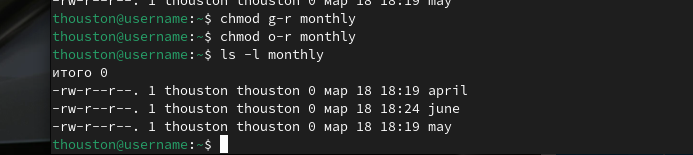 -rw-r--r--. 1 thouston thouston 0 мар 18 18:19 may
thouston@username:~$ chmod g-r monthly
thouston@username:~$ chmod o-r monthly
thouston@username:~$ ls -l monthly
итого 0
-rw-r--r--. 1 thouston thouston 0 мар 18 18:19 april
-rw-r--r--. 1 thouston thouston 0 мар 18 18:24 june
-rw-r--r--. 1 thouston thouston 0 мар 18 18:19 may
thouston@username:~$